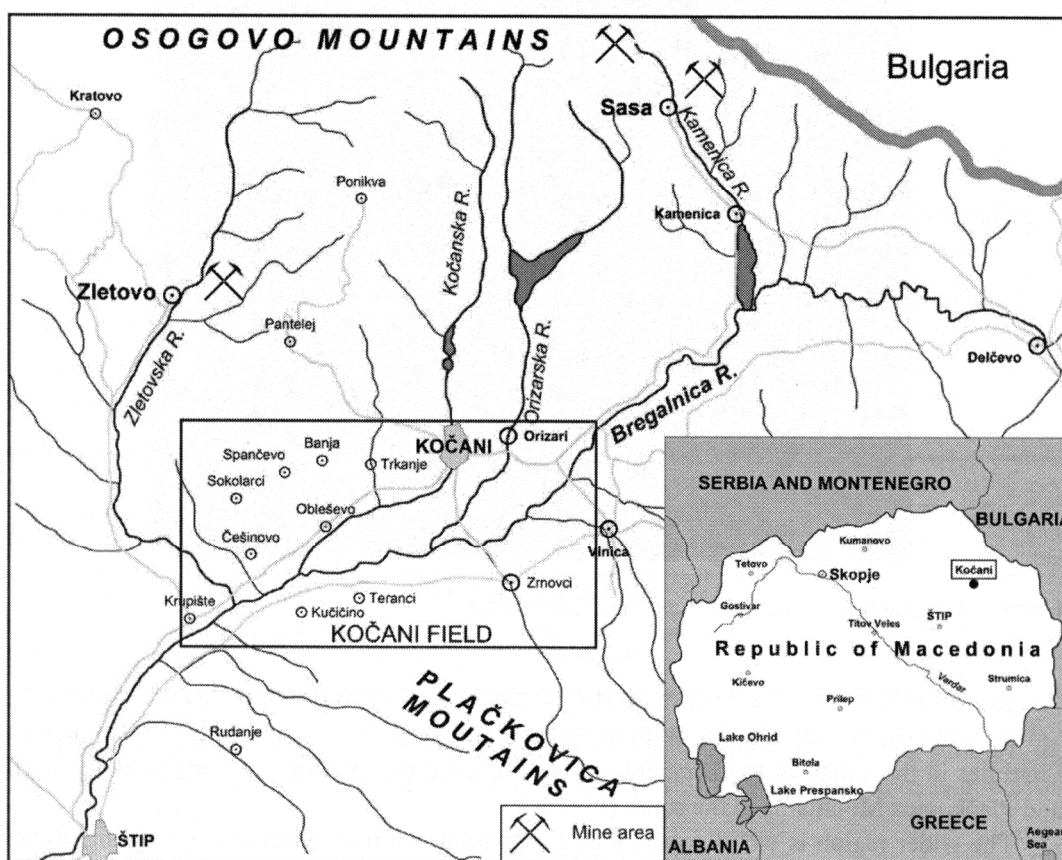 OSOGOVO MOUNTAINS
Bulgaria
Kratovo
Sasa
Kamenica R.
Ponikva
Kočanska R.
Kamenica
Zletovo
Pantelej
Zletovska R.
Orizarska R.
Delčevo
Bregalnica R.
KOČANI
Orizari
Banja
Spančevo
Trkanje
Sokolarci
Obleševo
Češinovo
Vinica
Zrnovci
Teranci
Krupište
Kučičino
KOČANI FIELD
PLAČKOVICA
MOUTAINS
Rudanje
ŠTIP
Mine area
SERBIA AND MONTENEGRO
BULGARIA
Kumanovo
Tetovo
Skopje
Kočani
Gostivar
ŠTIP
Titov Veles
Republic of Macedonia
Kičevo
Vardar
Strumica
Prilep
Lake Ohrid
Bitola
Lake Prespansko
GREECE
ALBANIA
Aegean
Sea